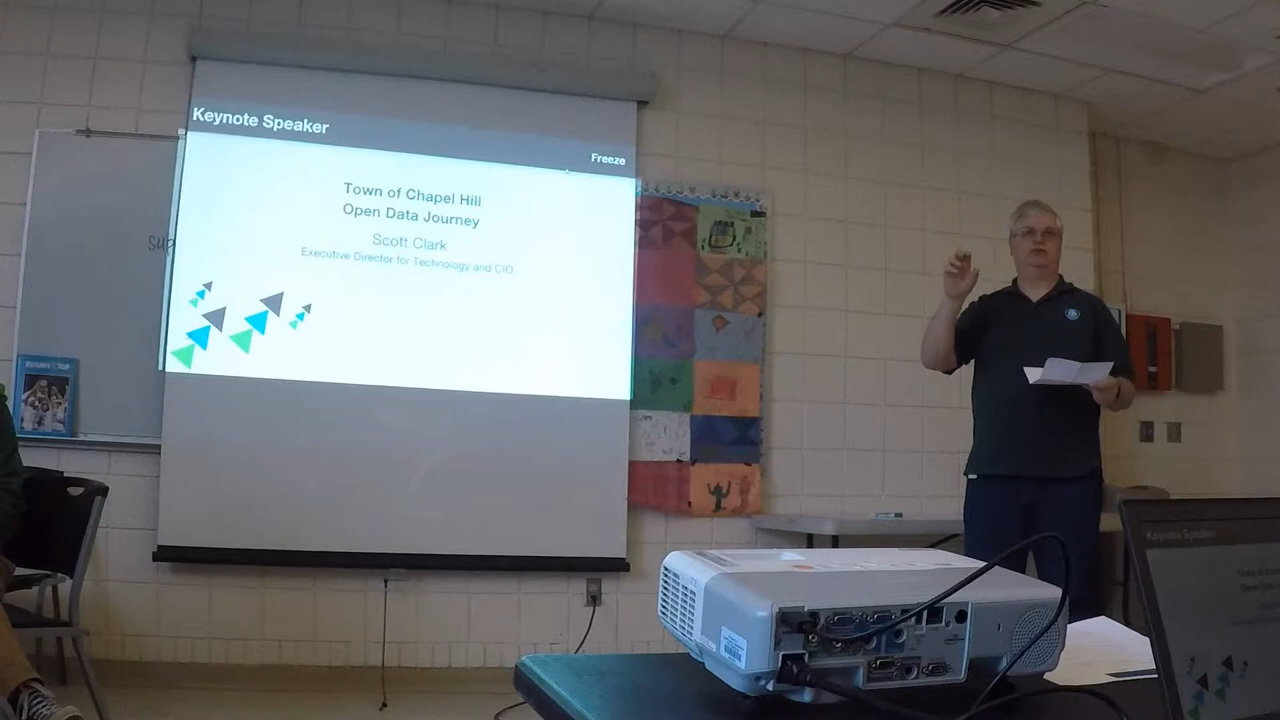 Keynote Speaker
Freeze
Town of Chapel Hill
Open Data Journey
Scott Clark
Executive Director for Technology and CIO
SUP
Keynote Speaker